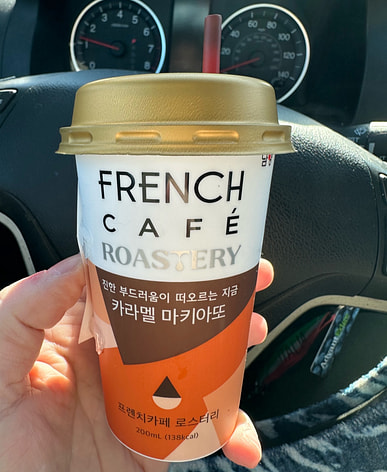 FRENCH
CAFÉ
ROASTERY
진한 부드러움이 떠오르는 지금
카라멜 마키아또
프렌치카페 로스터리
200mL (138kcal)